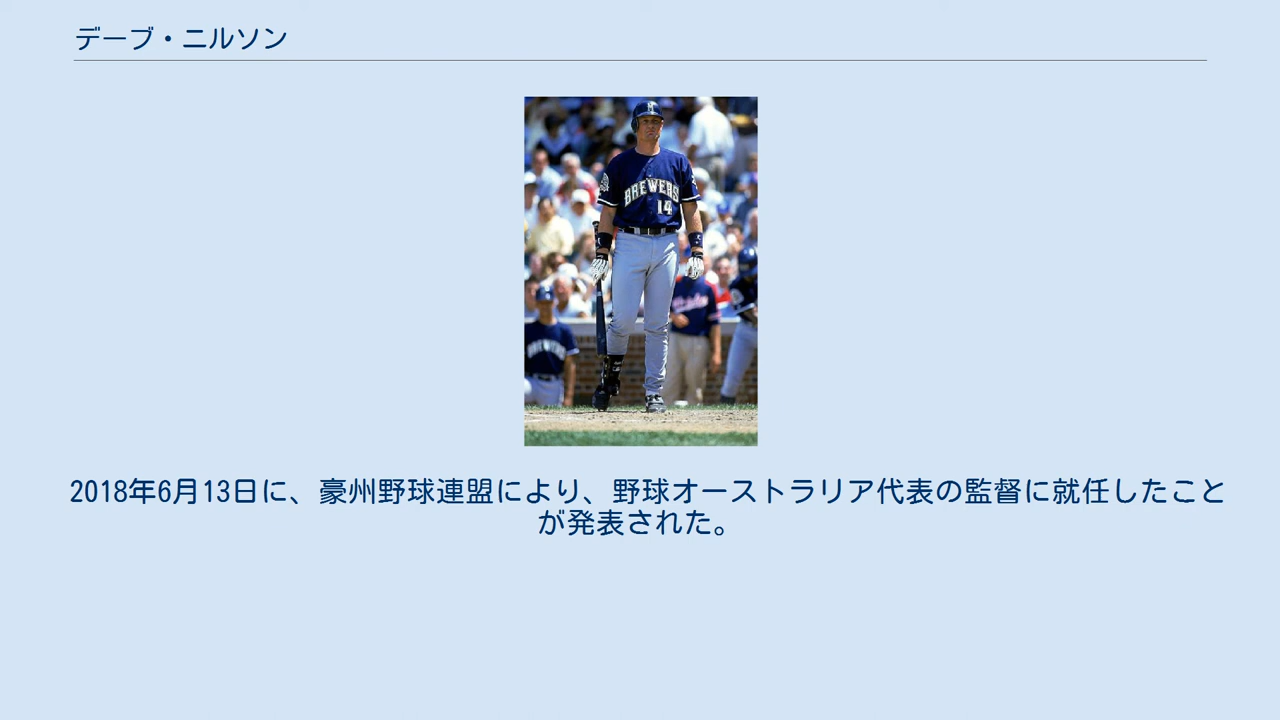 デーブ・ニルソン
BREWERS
14
BREWERS
2018年6月13日に、豪州野球連盟により、野球オーストラリア代表の監督に就任したこと
が発表された。